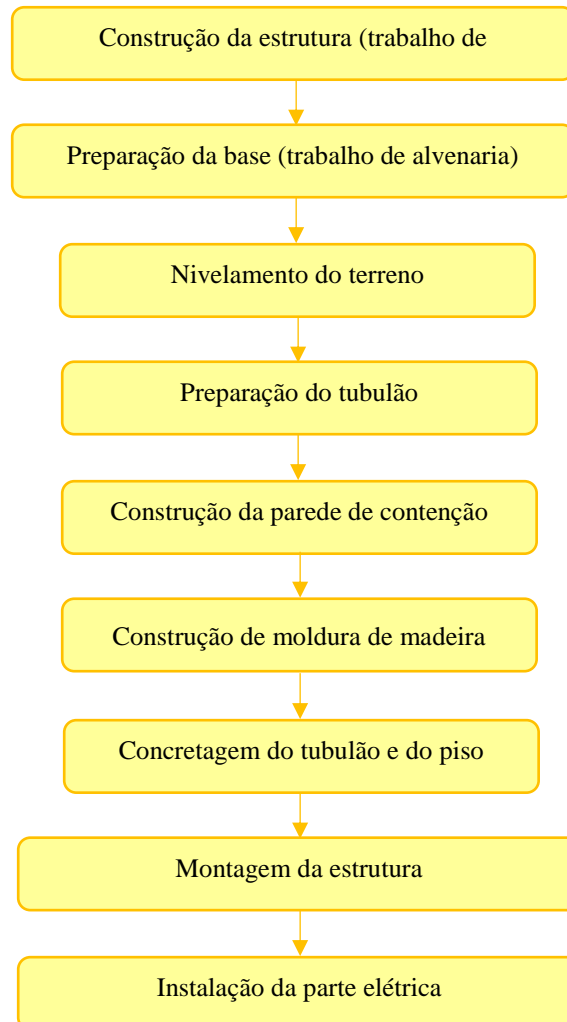 Construção da estrutura (trabalho de
Preparação da base (trabalho de alvenaria)
Nivelamento do terreno
Preparação do tubulão
Construção da parede de contenção
Construção de moldura de madeira
Concretagem do tubulão e do piso
Montagem da estrutura
Instalação da parte elétrica